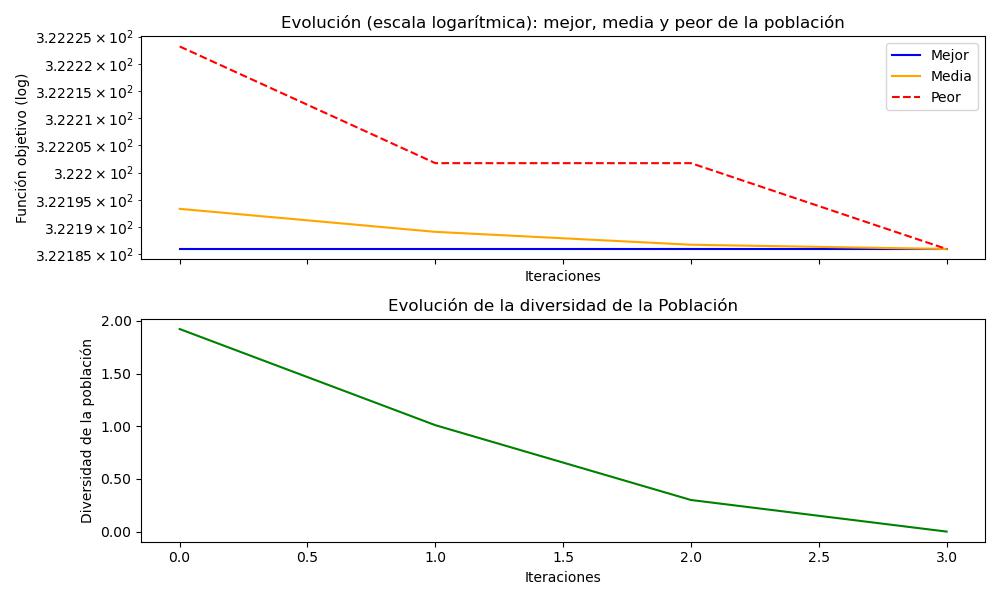 Evolución (escala logarítmica): mejor, media y peor de la población
Función objetivo (log)
3.22225 × 10²
3.2222 × 10²
3.22215 × 10²
3.2221 × 10²
3.22205 × 10²
3.222 × 10²
3.22195 × 10²
3.2219 × 10²
3.22185 × 10²
Mejor
Media
Peor
Iteraciones
Evolución de la diversidad de la Población
Diversidad de la población
2.00
1.50
1.00
0.50
0.00
0.0 0.5 1.0 1.5 2.0 2.5 3.0
Iteraciones